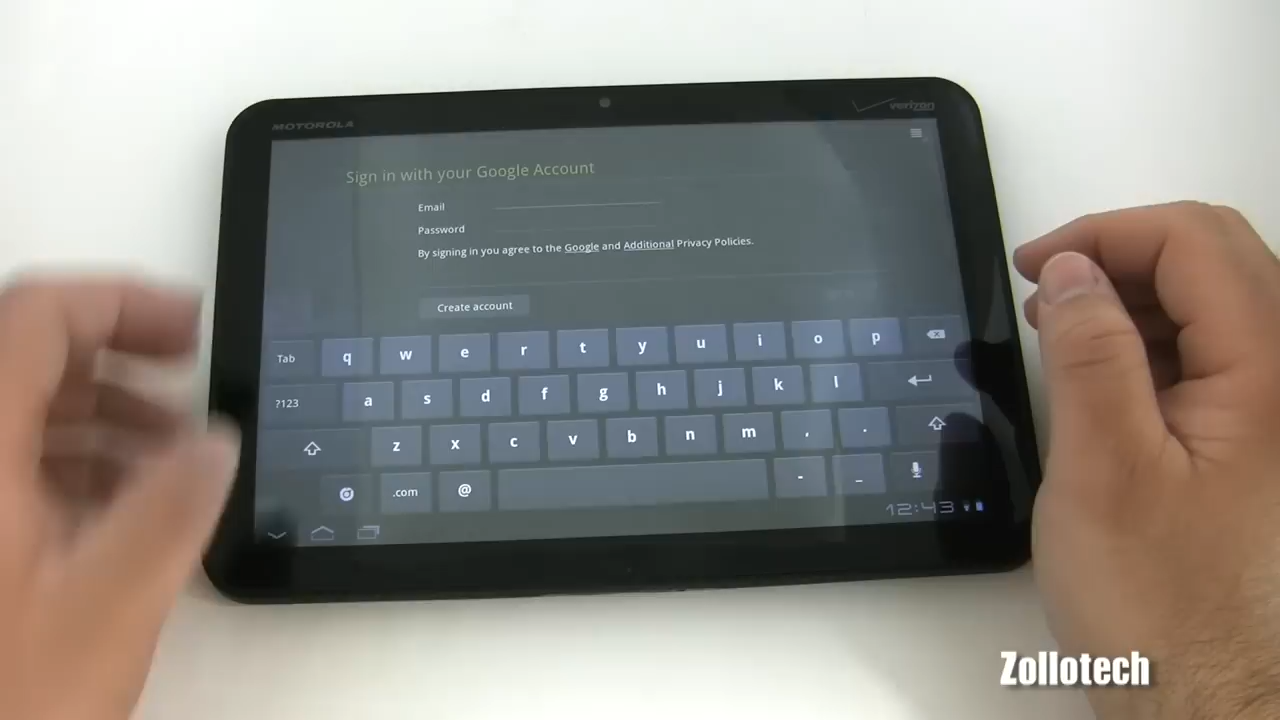 MOTOROLA
verizon
Sign in with your Google Account
Email
Password
By signing in you agree to the Google and Additional Privacy Policies.
Create account
Tab q w e r t y u i o p
?123 a s d f g h j k l
z x c v b n m , .
.com @ - _
12:43
Zollotech